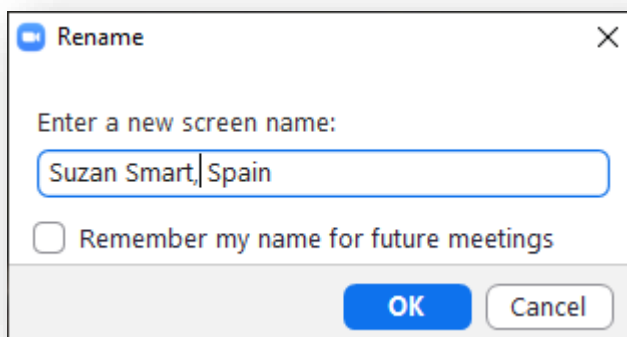 Rename
Enter a new screen name:
Suzan Smart, Spain
Remember my name for future meetings
OK Cancel